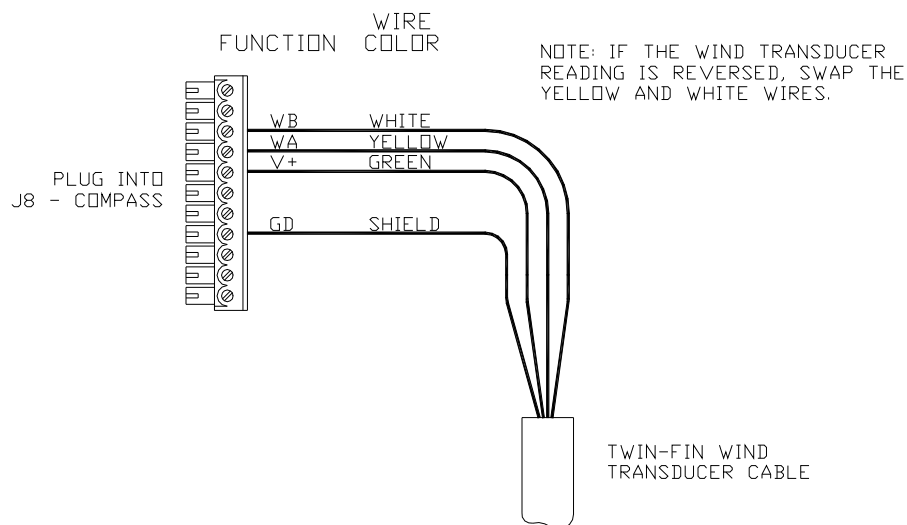 WIRE
FUNCTION COLOR
NOTE: IF THE WIND TRANSDUCER
READING IS REVERSED, SWAP THE
YELLOW AND WHITE WIRES.
WB WHITE
WA YELLOW
V+ GREEN
PLUG INTO
J8 - COMPASS
GD SHIELD
TWIN-FIN WIND
TRANSDUCER CABLE